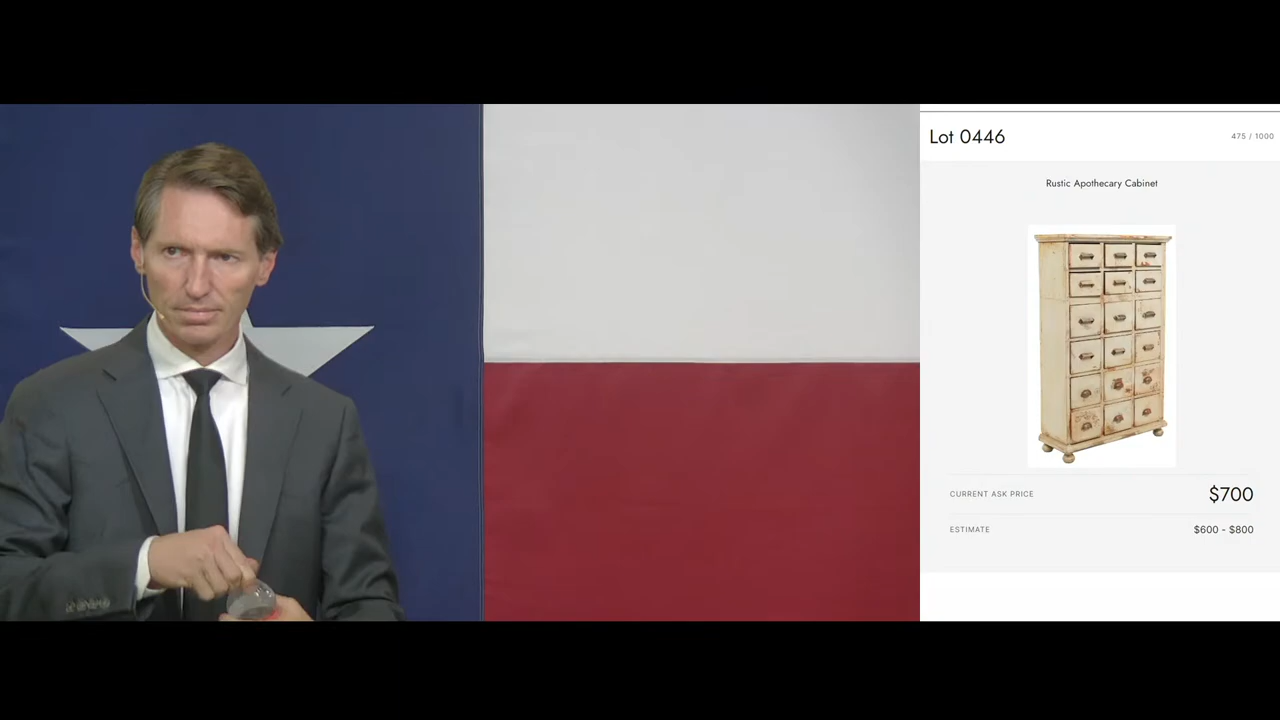 Lot 0446
475 / 1000
Rustic Apothecary Cabinet
CURRENT ASK PRICE
$700
ESTIMATE
$600 - $800